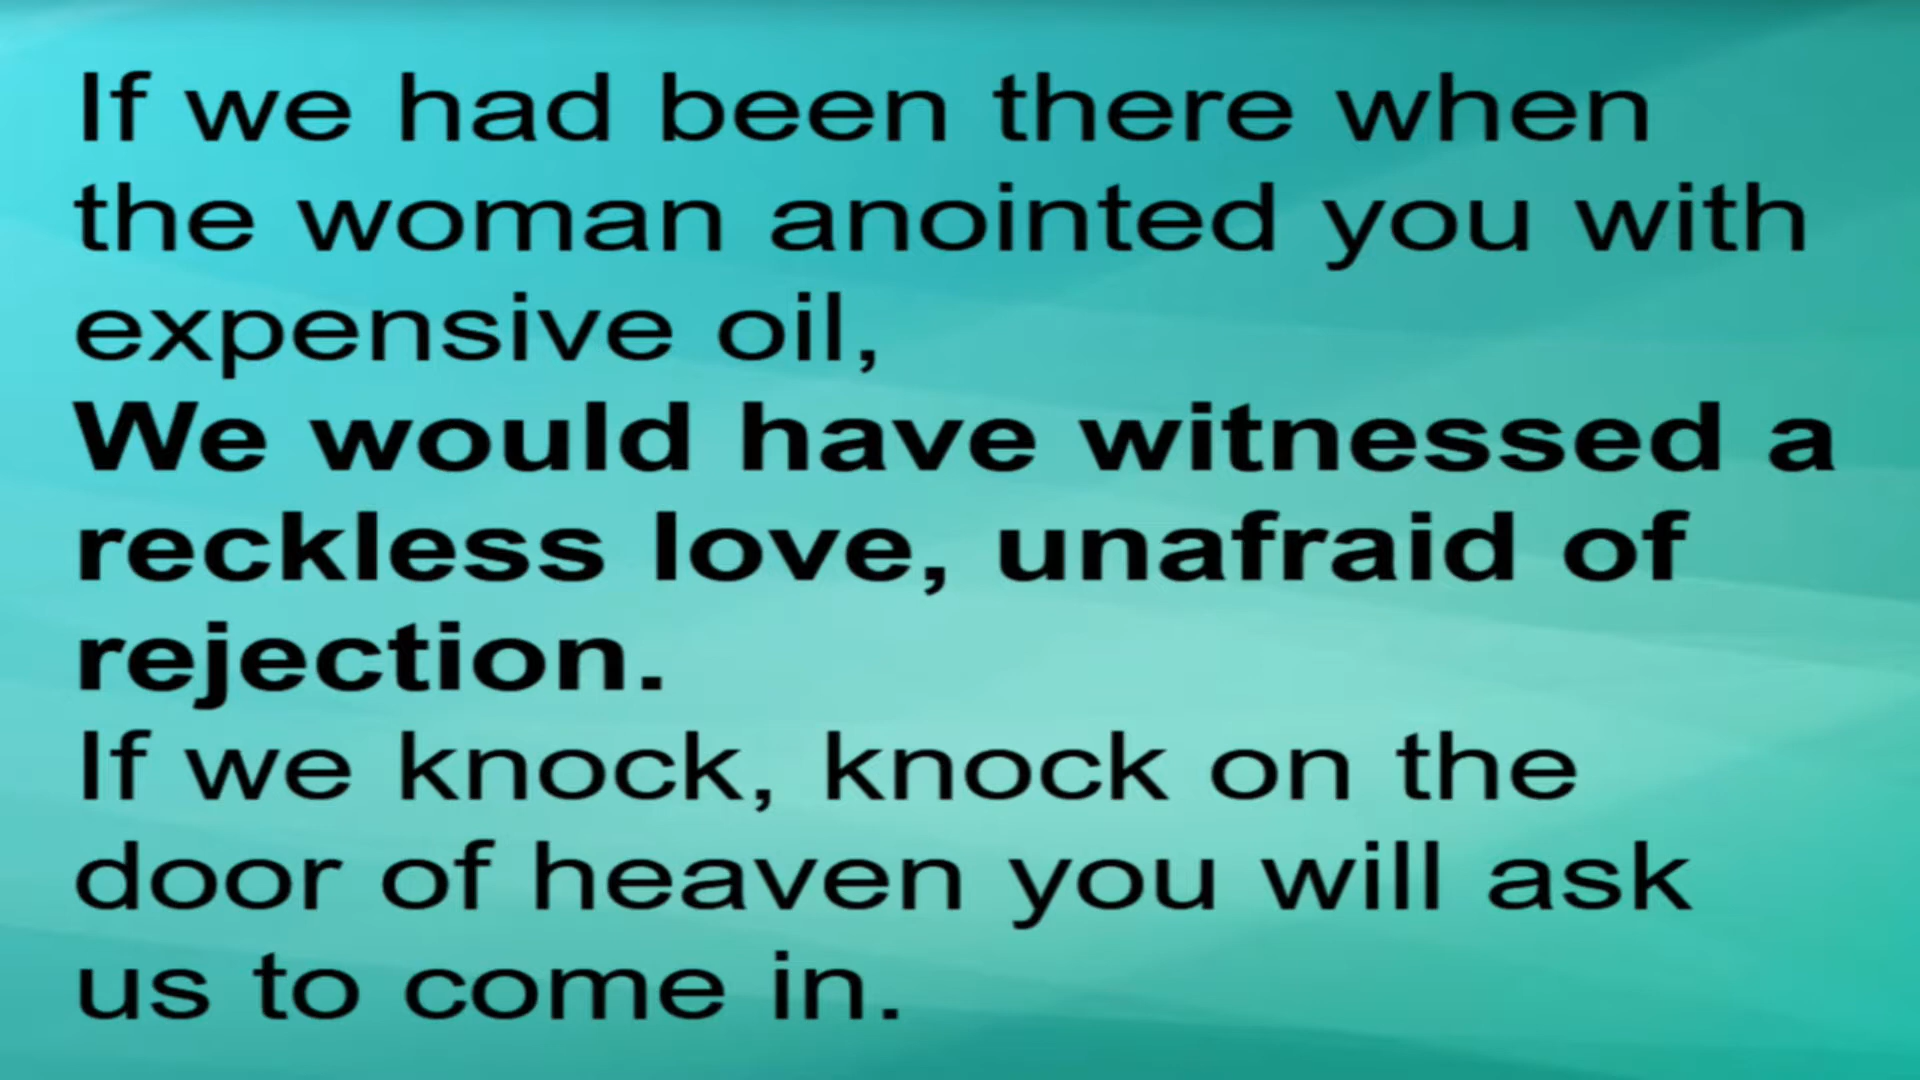 If we had been there when
the woman anointed you with
expensive oil,
We would have witnessed a
reckless love, unafraid of
rejection.
If we knock, knock on the
door of heaven you will ask
us to come in.